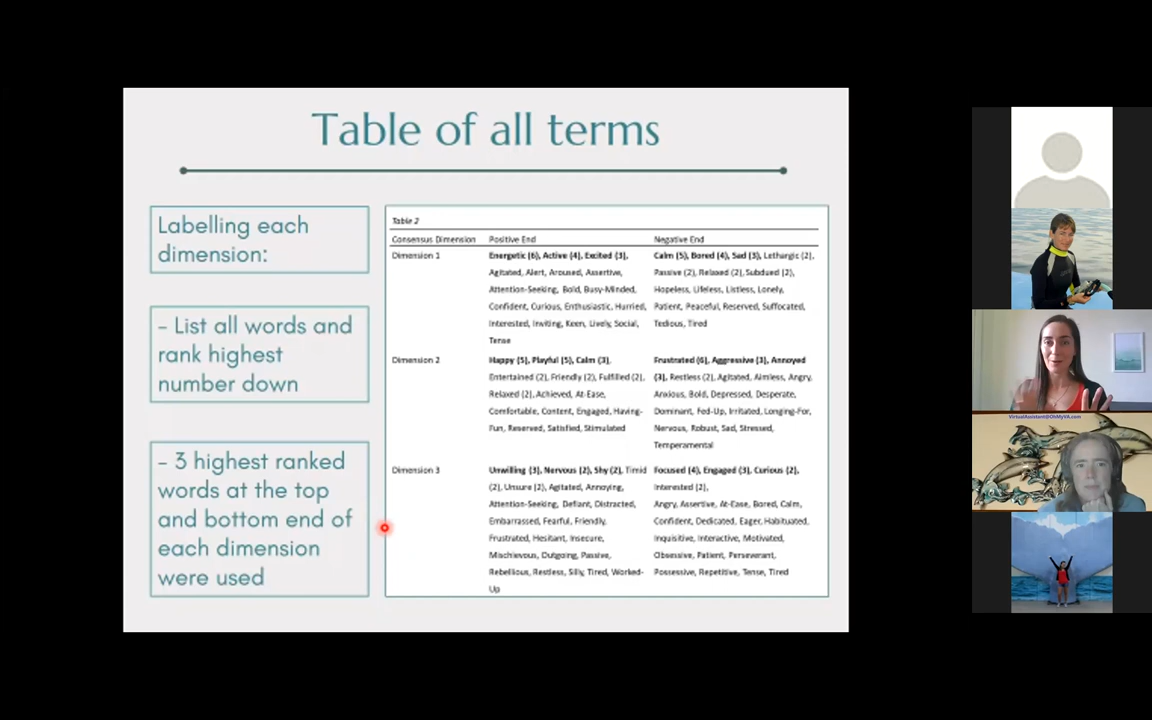 Table of all terms
Labelling each
dimension:
- List all words and
rank highest
number down
- 3 highest ranked
words at the top
and bottom end of
each dimension
were used
Table 2
Consensus Dimension Positive End Negative End
Dimension 1 Energetic (6), Active (4), Excited (3), Calm (5), Bored (4), Sad (3), Lethargic (2),
Agitated, Alert, Aroused, Assertive, Passive (2), Relaxed (2), Subdued (2),
Attention-Seeking, Bold, Busy-Minded, Hopeless, Lifeless, Listless, Lonely,
Confident, Curious, Enthusiastic, Hurried, Patient, Peaceful, Reserved, Suffocated,
Interested, Inviting, Keen, Lively, Social, Tedious, Tired
Tense
Dimension 2 Happy (5), Playful (5), Calm (3), Frustrated (6), Aggressive (3), Annoyed
Entertained (2), Friendly (2), Fulfilled (2), (3), Restless (2), Agitated, Aimless, Angry,
Relaxed (2), Achieved, At-Ease, Anxious, Bold, Depressed, Desperate,
Comfortable, Content, Engaged, Having- Dominant, Fed-Up, Irritated, Longing-For,
Fun, Reserved, Satisfied, Stimulated Nervous, Robust, Sad, Stressed,
Temperamental
Dimension 3 Unwilling (3), Nervous (2), Shy (2), Timid Focused (4), Engaged (3), Curious (2),
(2), Unsure (2), Agitated, Annoying, Interested (2),
Attention-Seeking, Defiant, Distracted, Angry, Assertive, At-Ease, Bored, Calm,
Embarrassed, Fearful, Friendly, Confident, Dedicated, Eager, Habituated,
Frustrated, Hesitant, Insecure, Inquisitive, Interactive, Motivated,
Mischievous, Outgoing, Passive, Obsessive, Patient, Perseverant,
Rebellious, Restless, Silly, Tired, Worked- Possessive, Repetitive, Tense, Tired
Up
VirtualAssistant@OhMyVA.com